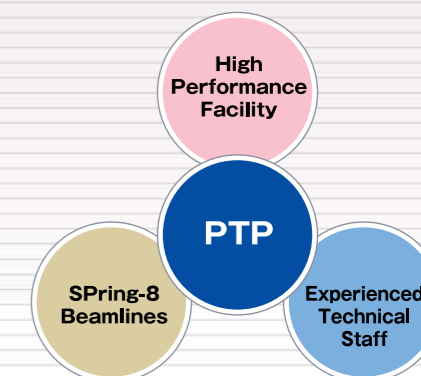 High
Performance
Facility
PTP
SPring-8
Beamlines
Experienced
Technical
Staff